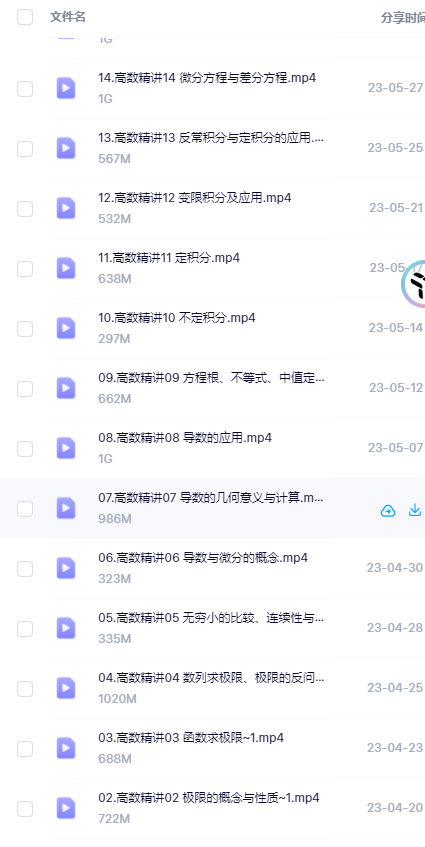 文件名
分享时间
1G
14.高数精讲14 微分方程与差分方程.mp4
1G
23-05-27
13.高数精讲13 反常积分与定积分的应用....
567M
23-05-25
12.高数精讲12 变限积分及应用.mp4
532M
23-05-21
11.高数精讲11 定积分.mp4
638M
23-05-17
10.高数精讲10 不定积分.mp4
297M
23-05-14
09.高数精讲09 方程根、不等式、中值定...
662M
23-05-12
08.高数精讲08 导数的应用.mp4
1G
23-05-07
07.高数精讲07 导数的几何意义与计算.m...
986M
06.高数精讲06 导数与微分的概念.mp4
323M
23-04-30
05.高数精讲05 无穷小的比较、连续性与...
335M
23-04-28
04.高数精讲04 数列求极限、极限的反问...
1020M
23-04-25
03.高数精讲03 函数求极限~1.mp4
688M
23-04-23
02.高数精讲02 极限的概念与性质~1.mp4
722M
23-04-20